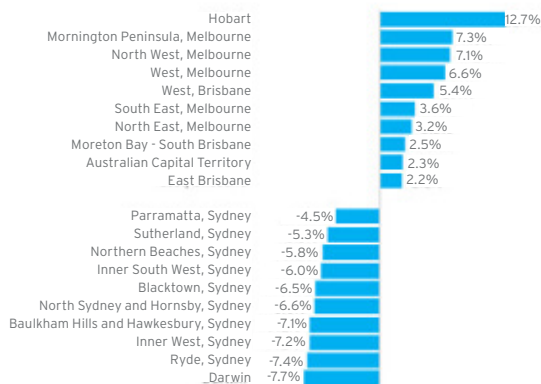 Hobart 12.7%
Mornington Peninsula, Melbourne 7.3%
North West, Melbourne 7.1%
West, Melbourne 6.6%
West, Brisbane 5.4%
South East, Melbourne 3.6%
North East, Melbourne 3.2%
Moreton Bay - South Brisbane 2.5%
Australian Capital Territory 2.3%
East Brisbane 2.2%
Parramatta, Sydney -4.5%
Sutherland, Sydney -5.3%
Northern Beaches, Sydney -5.8%
Inner South West, Sydney -6.0%
Blacktown, Sydney -6.5%
North Sydney and Hornsby, Sydney -6.6%
Baulkham Hills and Hawkesbury, Sydney -7.1%
Inner West, Sydney -7.2%
Ryde, Sydney -7.4%
Darwin -7.7%